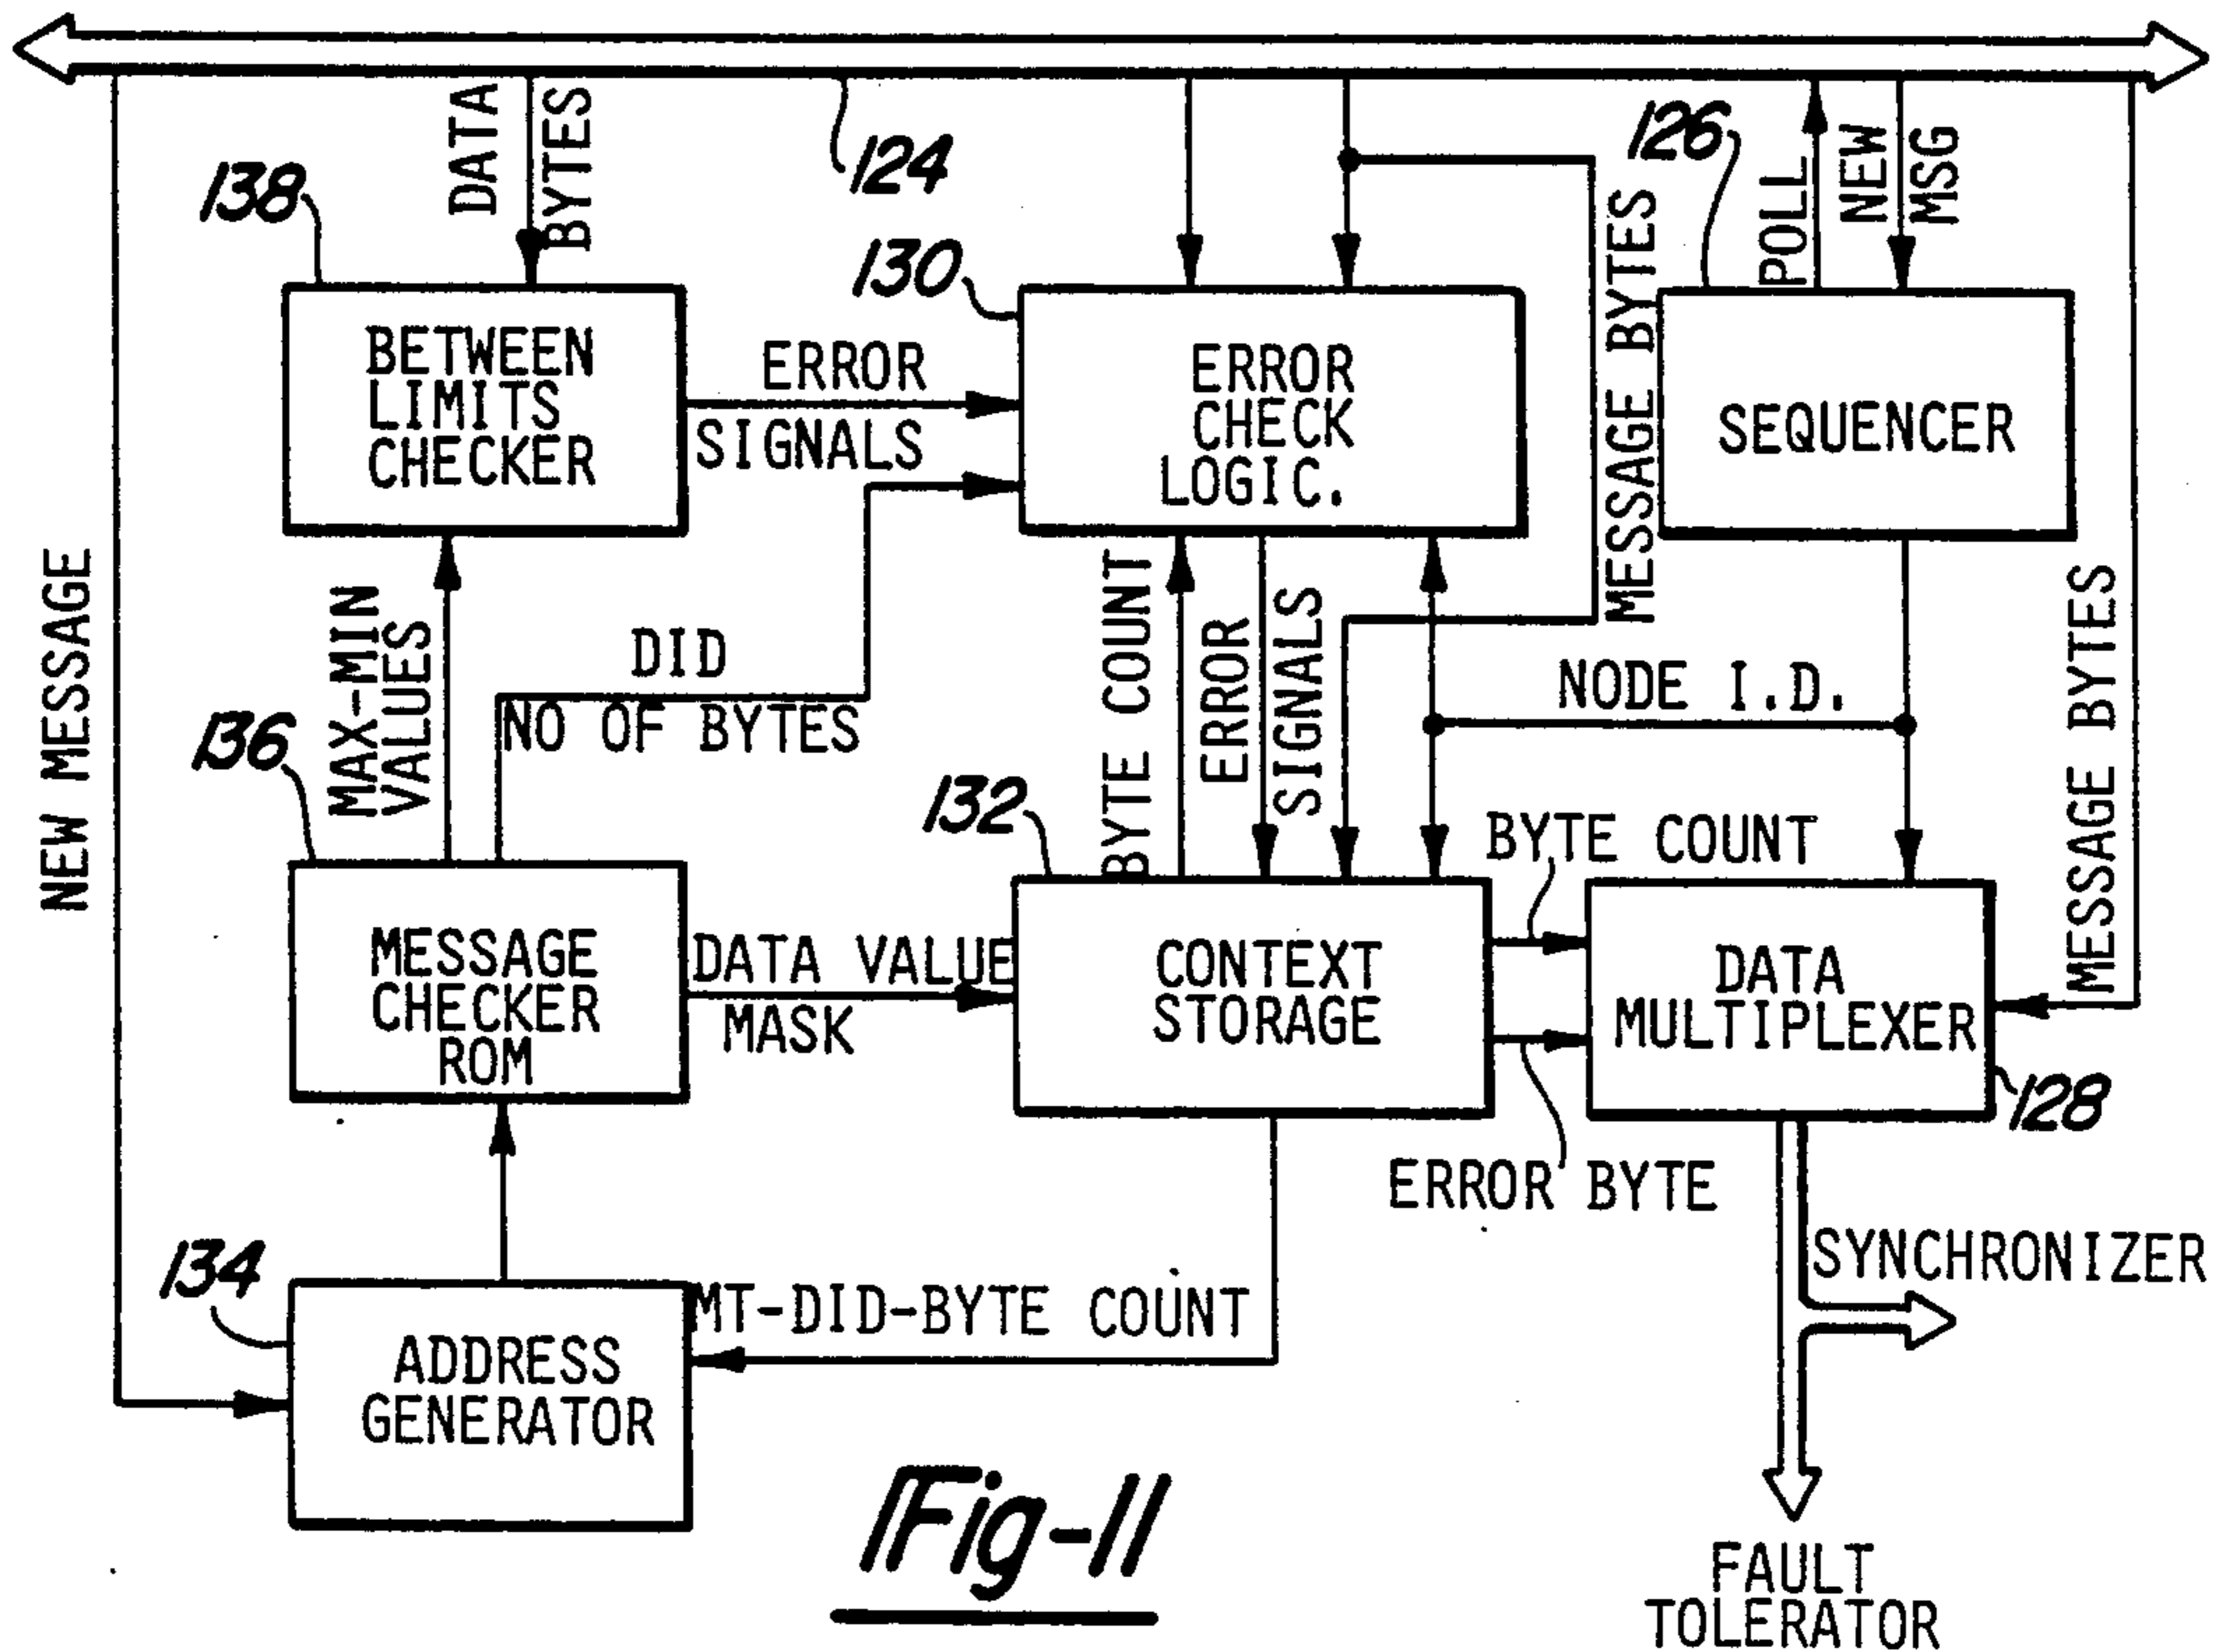 DATA
BYTES
124
126
POLL
NEW
MSG
138
130
MESSAGE BYTES
BETWEEN
LIMITS
CHECKER
ERROR
SIGNALS
ERROR
CHECK
LOGIC.
SEQUENCER
NEW MESSAGE
MAX-MIN
VALUES
DID
NO OF BYTES
BYTE COUNT
ERROR
SIGNALS
NODE I.D.
MESSAGE BYTES
136
132
BYTE COUNT
MESSAGE
CHECKER
ROM
DATA VALUE
MASK
CONTEXT
STORAGE
DATA
MULTIPLEXER
128
ERROR BYTE
134
MT-DID-BYTE COUNT
SYNCHRONIZER
ADDRESS
GENERATOR
Fig-11
FAULT
TOLERATOR